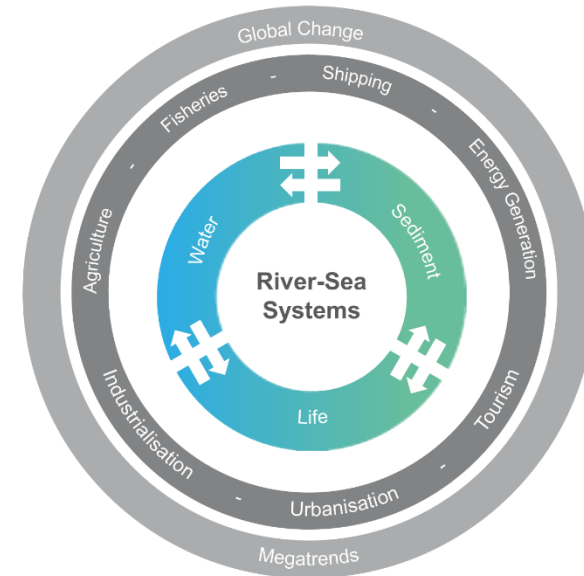 Global Change
Shipping
-
Energy Generation
-
Tourism
-
Urbanisation
-
Industrialisation
-
Agriculture
-
Fisheries
-
Water
Sediment
Life
River-Sea
Systems
Megatrends